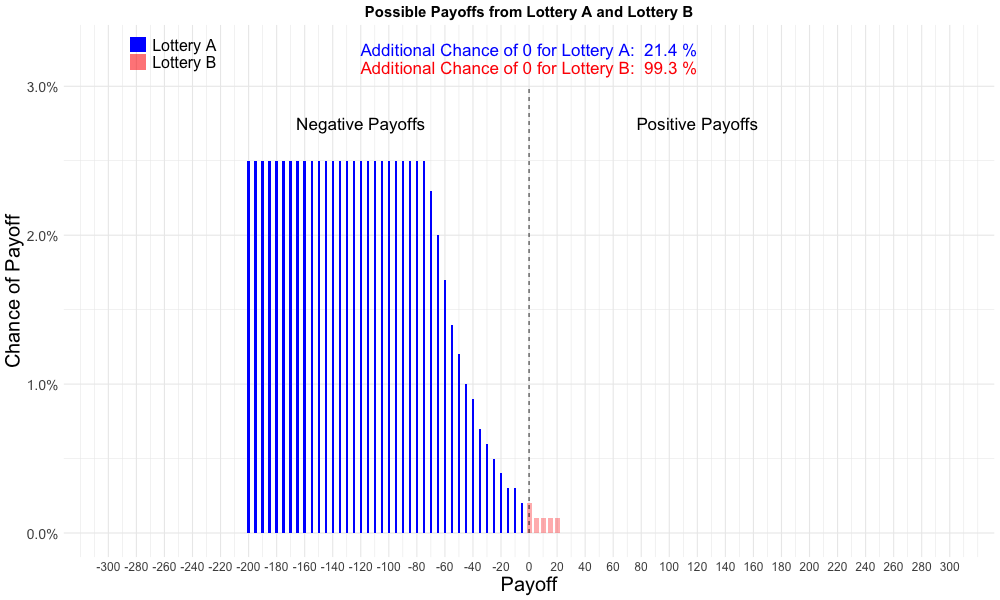 Possible Payoffs from Lottery A and Lottery B
Lottery A
Lottery B
Additional Chance of 0 for Lottery A:  21.4 %
Additional Chance of 0 for Lottery B:  99.3 %
Negative Payoffs
Positive Payoffs
Chance of Payoff
3.0%
2.0%
1.0%
0.0%
-300 -280 -260 -240 -220 -200 -180 -160 -140 -120 -100 -80 -60 -40 -20 0 20 40 60 80 100 120 140 160 180 200 220 240 260 280 300
Payoff